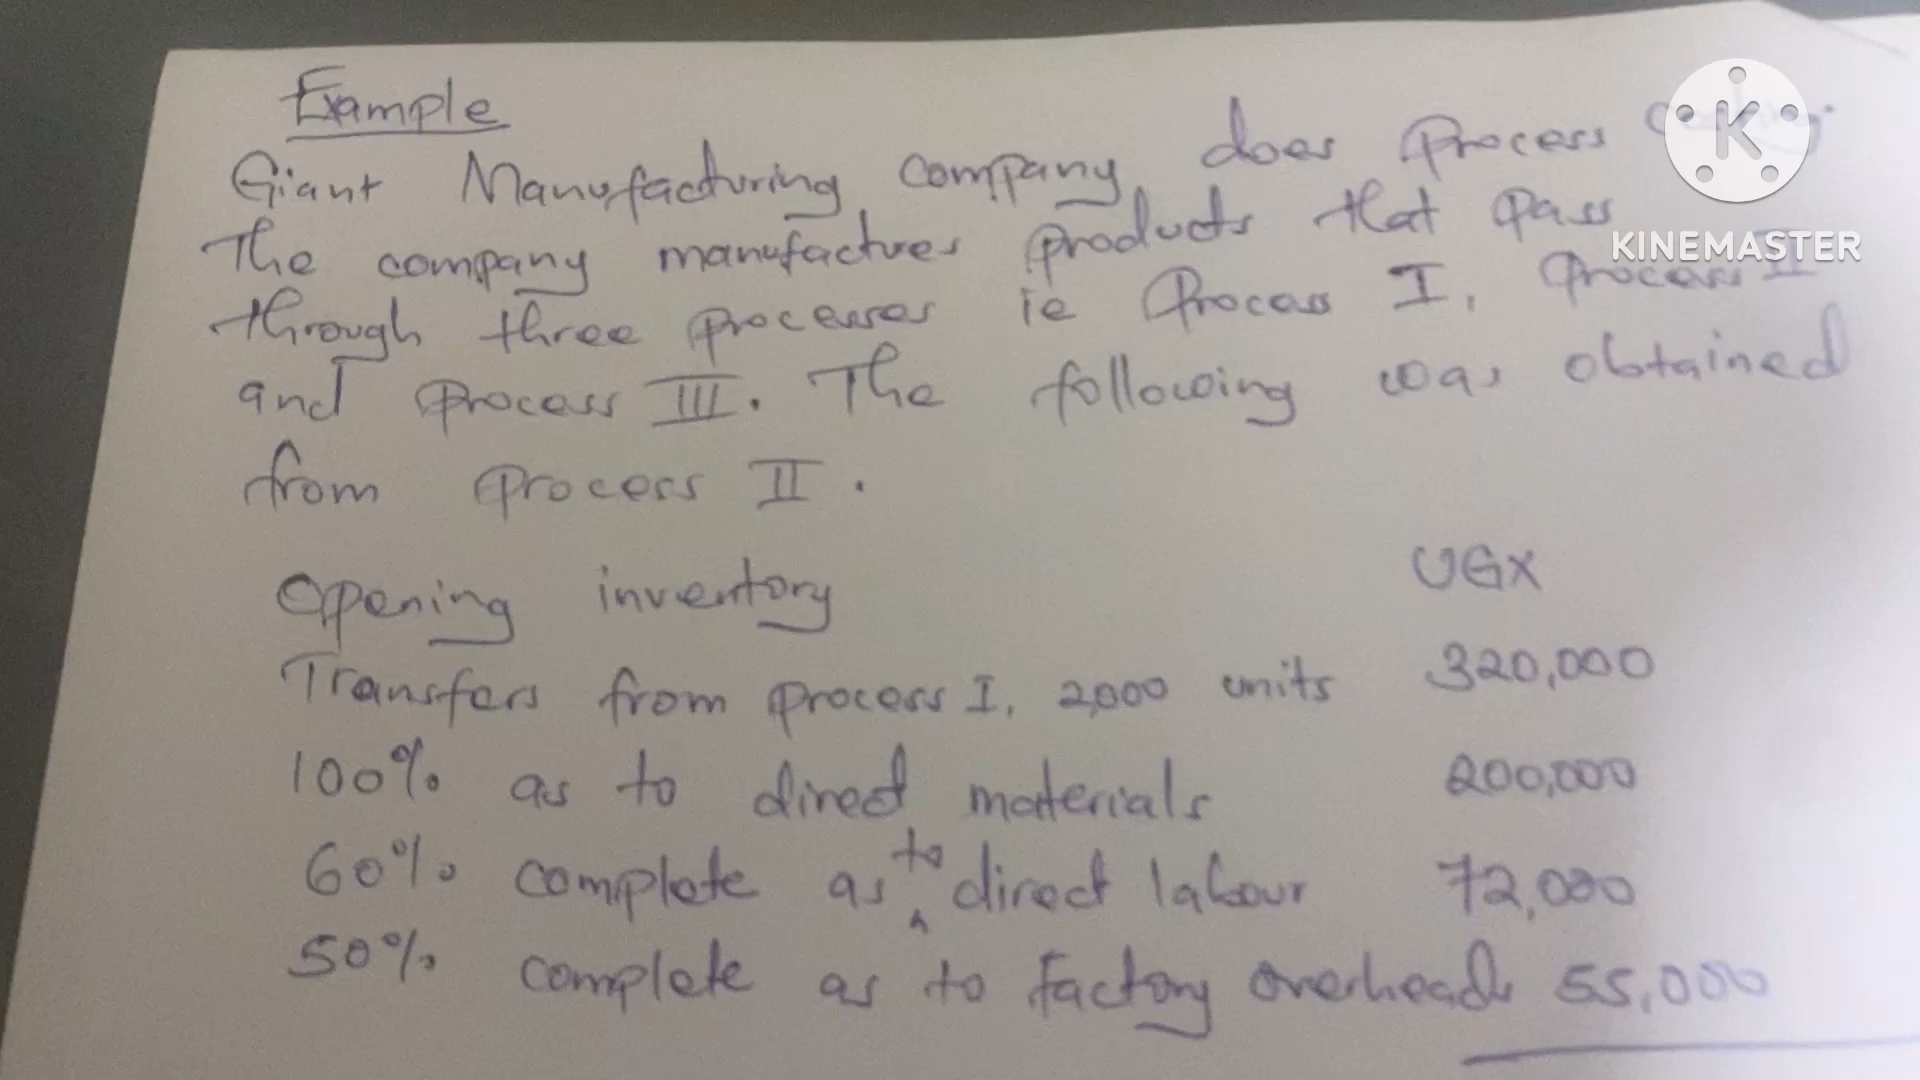 Example
Giant Manufacturing company does process
The company manufactures products that pass
through three processes ie Process I, Process II
and process III. The following was obtained
from process II.
Opening inventory UGX
Transfers from process I, 2,000 units 320,000
100% as to direct materials 200,000
60% complete as to direct labour 72,000
50% complete as to factory overheads 55,000
K
KINEMASTER